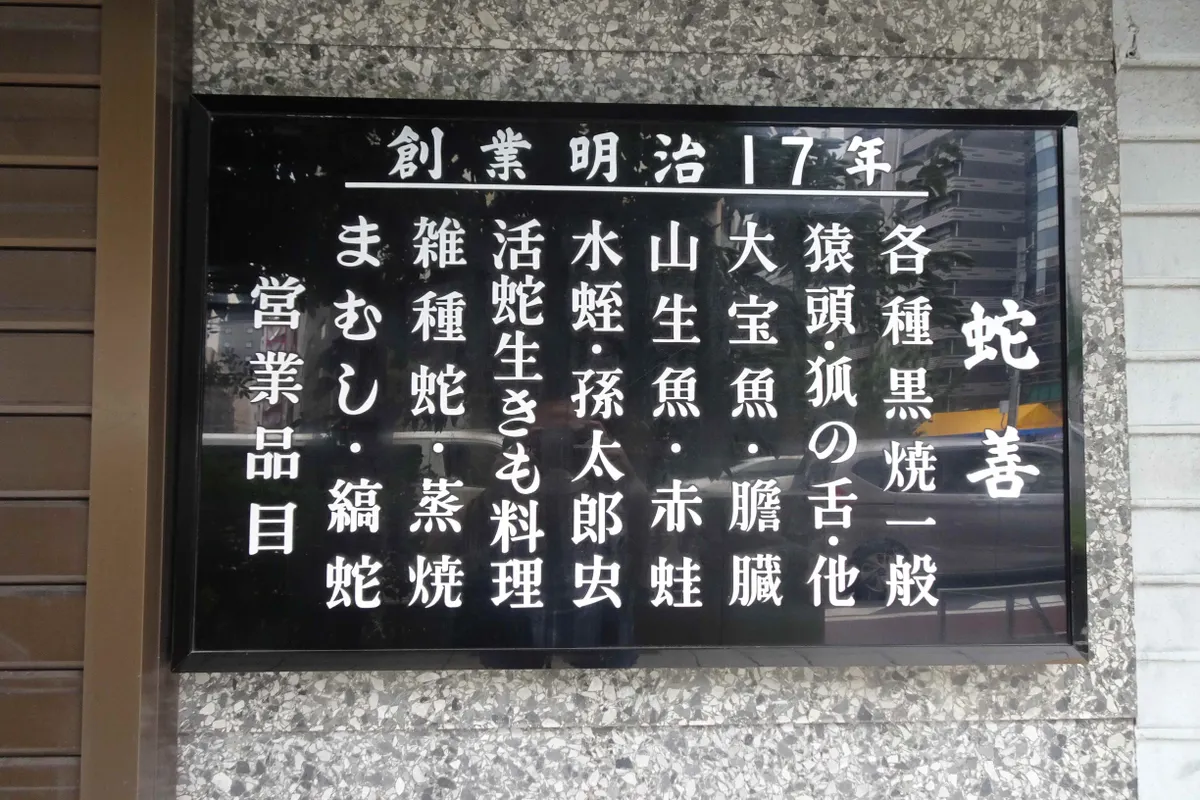 創業明治17年
蛇善
各種黒焼一般
猿頭・狐の舌・他
大宝魚・膽臓
山生魚・赤蛙
水蛭・孫太郎虫
活蛇生きも料理
雑種蛇・蒸焼
まむし・縞蛇
営業品目